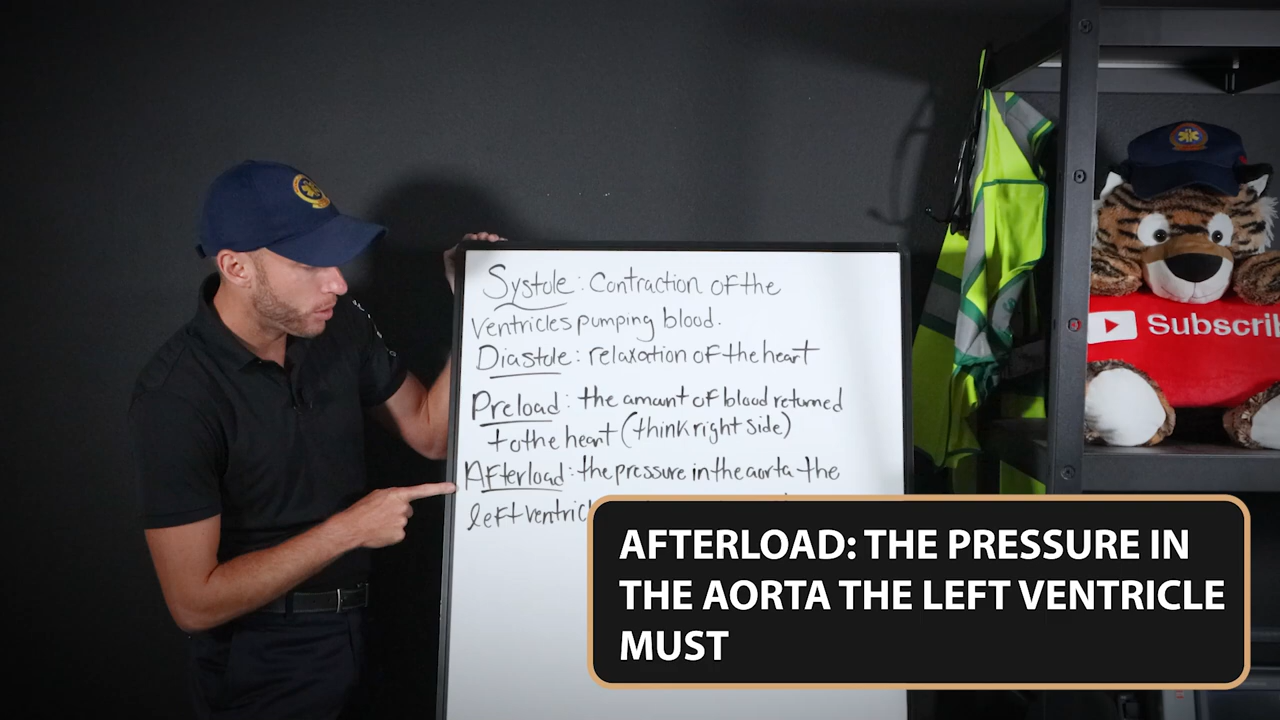 Systole: Contraction of the
ventricles pumping blood.
Diastole: relaxation of the heart
Preload: the amount of blood returned
to the heart (think right side)
Afterload: the pressure in the aorta the
left ventric
AFTERLOAD: THE PRESSURE IN
THE AORTA THE LEFT VENTRICLE
MUST
Subscrib